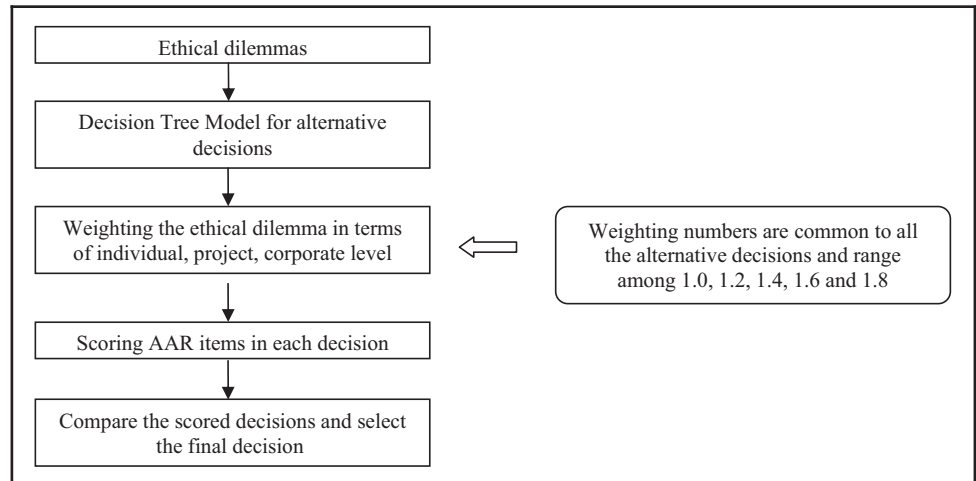 Ethical dilemmas
Decision Tree Model for alternative
decisions
Weighting the ethical dilemma in terms
of individual, project, corporate level
Weighting numbers are common to all
the alternative decisions and range
among 1.0, 1.2, 1.4, 1.6 and 1.8
Scoring AAR items in each decision
Compare the scored decisions and select
the final decision